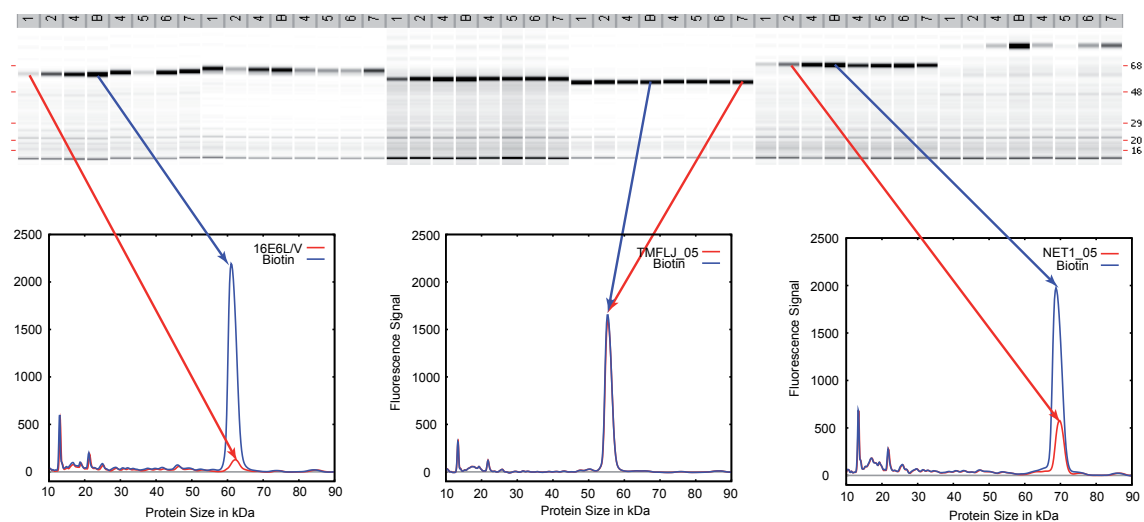 1 2 4 B 4 5 6 7 1 2 4 B 4 5 6 7 1 2 4 B 4 5 6 7 1 2 4 B 4 5 6 7 1 2 4 B 4 5 6 7 1 2 4 B 4 5 6 7
68
48
29
20
16
2500
2000
1500
1000
500
0
16E6L/V
Biotin
10 20 30 40 50 60 70 80 90
Protein Size in kDa
Fluorescence Signal
2500
2000
1500
1000
500
0
TMFLJ_05
Biotin
10 20 30 40 50 60 70 80 90
Protein Size in kDa
Fluorescence Signal
2500
2000
1500
1000
500
0
NET1_05
Biotin
10 20 30 40 50 60 70 80 90
Protein Size in kDa